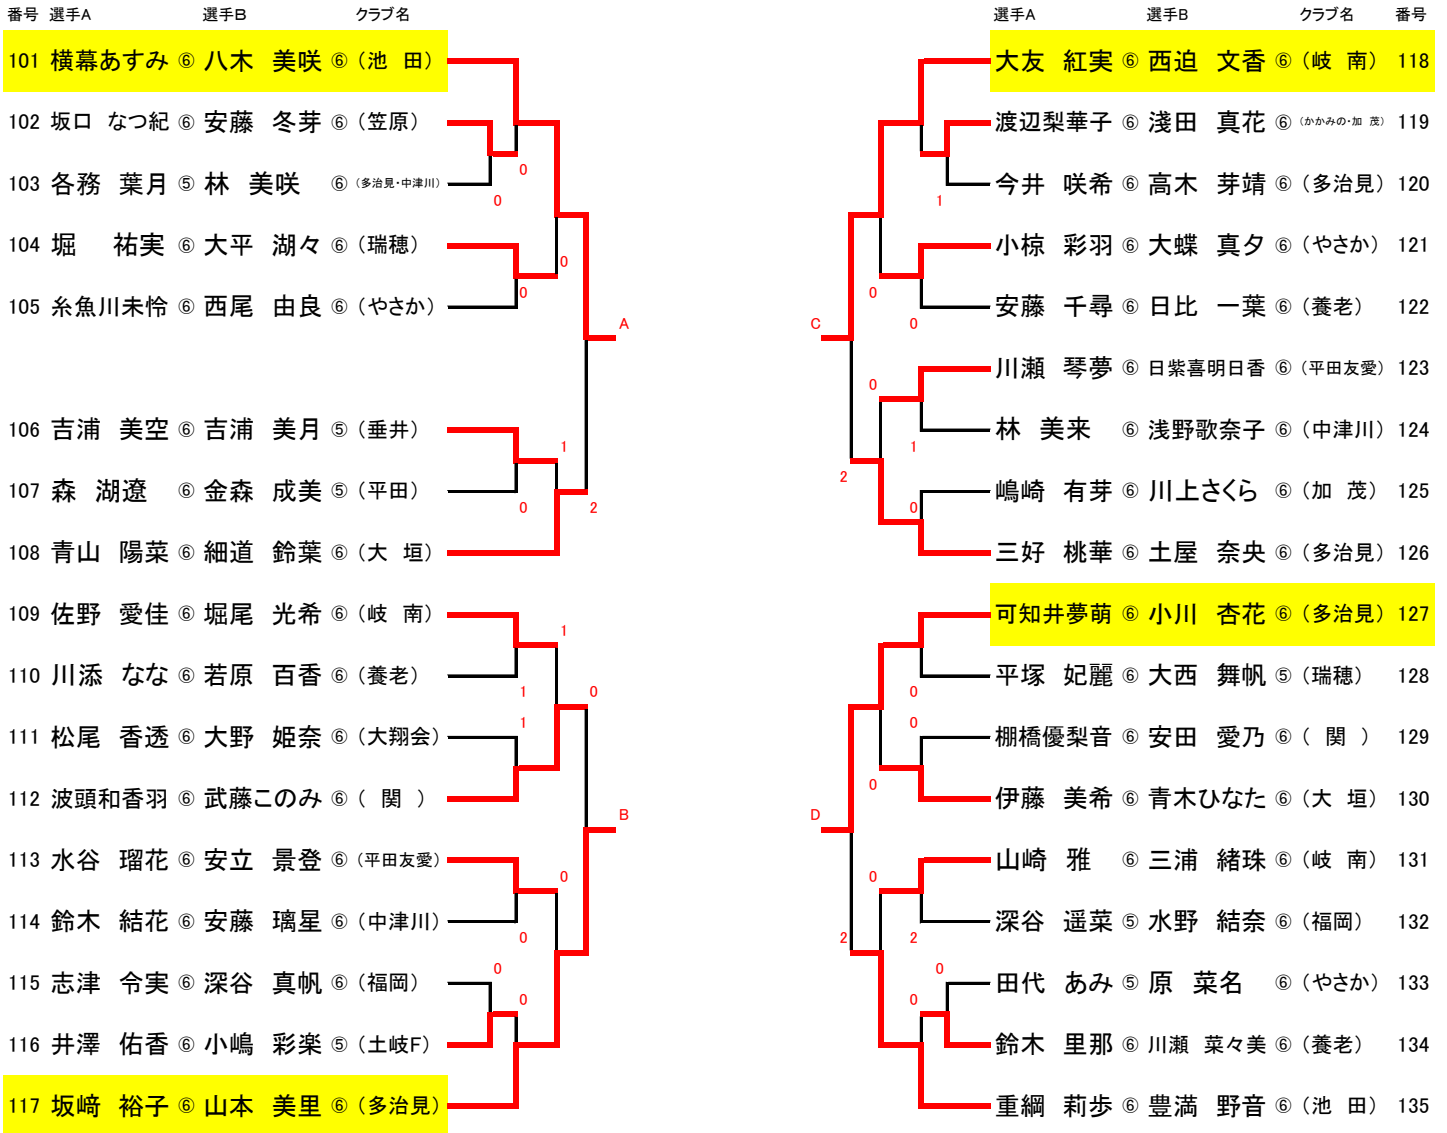 番号 選手A 選手B クラブ名
101 横幕あすみ ⑥ 八木 美咲 ⑥ (池 田)
102 坂口 なつ紀 ⑥ 安藤 冬芽 ⑥ (笠原)
0
103 各務 葉月 ⑤ 林 美咲 ⑥ (多治見・中津川)
0
104 堀 祐実 ⑥ 大平 湖々 ⑥ (瑞穂)
0
0
105 糸魚川未怜 ⑥ 西尾 由良 ⑥ (やさか)
A
106 吉浦 美空 ⑥ 吉浦 美月 ⑤ (垂井)
1
107 森 湖遼 ⑥ 金森 成美 ⑤ (平田)
0
2
108 青山 陽菜 ⑥ 細道 鈴葉 ⑥ (大 垣)
109 佐野 愛佳 ⑥ 堀尾 光希 ⑥ (岐 南)
1
110 川添 なな ⑥ 若原 百香 ⑥ (養老)
1
0
1
111 松尾 香透 ⑥ 大野 姫奈 ⑥ (大翔会)
112 波頭和香羽 ⑥ 武藤このみ ⑥ ( 関 )
B
113 水谷 瑠花 ⑥ 安立 景登 ⑥ (平田友愛)
0
114 鈴木 結花 ⑥ 安藤 璃星 ⑥ (中津川)
0
0
115 志津 令実 ⑥ 深谷 真帆 ⑥ (福岡)
0
116 井澤 佑香 ⑥ 小嶋 彩楽 ⑤ (土岐F)
117 坂﨑 裕子 ⑥ 山本 美里 ⑥ (多治見)
選手A 選手B クラブ名 番号
大友 紅実 ⑥ 西迫 文香 ⑥ (岐 南) 118
渡辺梨華子 ⑥ 淺田 真花 ⑥ (かかみの・加 茂) 119
今井 咲希 ⑥ 高木 芽靖 ⑥ (多治見) 120
1
小椋 彩羽 ⑥ 大蝶 真夕 ⑥ (やさか) 121
0
安藤 千尋 ⑥ 日比 一葉 ⑥ (養老) 122
C
0
川瀬 琴夢 ⑥ 日紫喜明日香 ⑥ (平田友愛) 123
0
林 美来 ⑥ 浅野歌奈子 ⑥ (中津川) 124
1
2
嶋崎 有芽 ⑥ 川上さくら ⑥ (加 茂) 125
0
三好 桃華 ⑥ 土屋 奈央 ⑥ (多治見) 126
可知井夢萌 ⑥ 小川 杏花 ⑥ (多治見) 127
平塚 妃麗 ⑥ 大西 舞帆 ⑤ (瑞穂) 128
0
0
棚橋優梨音 ⑥ 安田 愛乃 ⑥ ( 関 ) 129
0
伊藤 美希 ⑥ 青木ひなた ⑥ (大 垣) 130
D
山崎 雅 ⑥ 三浦 緒珠 ⑥ (岐 南) 131
0
深谷 遥菜 ⑤ 水野 結奈 ⑥ (福岡) 132
2
2
0
田代 あみ ⑤ 原 菜名 ⑥ (やさか) 133
0
鈴木 里那 ⑥ 川瀬 菜々美 ⑥ (養老) 134
重綱 莉歩 ⑥ 豊満 野音 ⑥ (池 田) 135